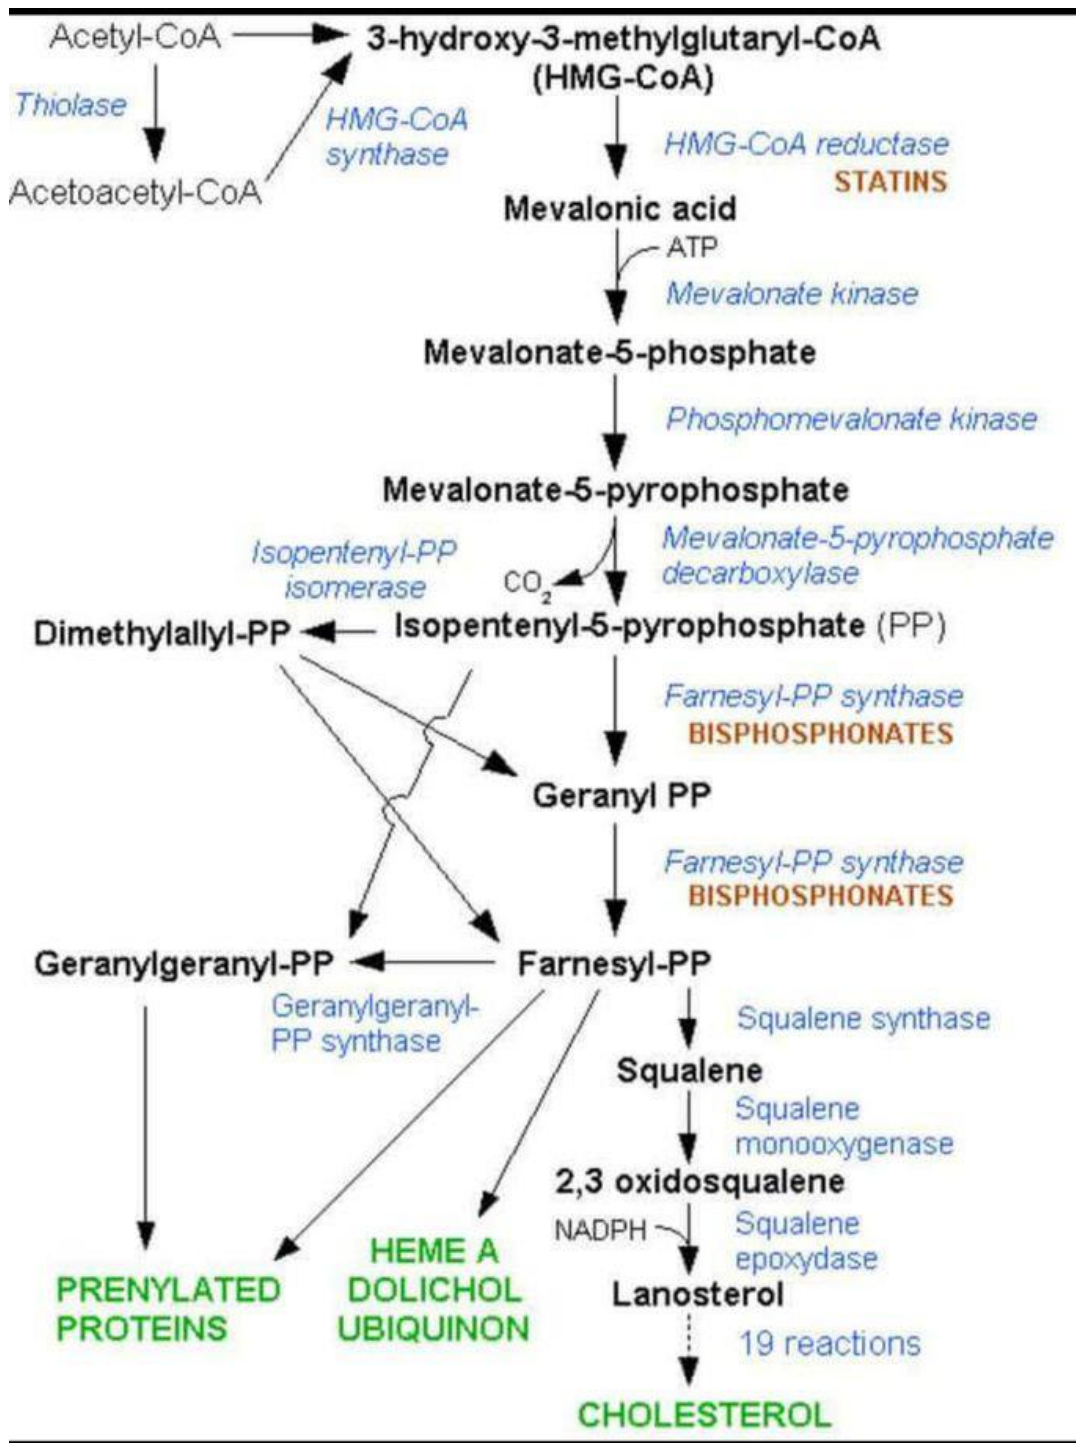 Acetyl-CoA
3-hydroxy-3-methylglutaryl-CoA
(HMG-CoA)
Thiolase
HMG-CoA
synthase
HMG-CoA reductase
STATINS
Acetoacetyl-CoA
Mevalonic acid
ATP
Mevalonate kinase
Mevalonate-5-phosphate
Phosphomevalonate kinase
Mevalonate-5-pyrophosphate
Isopentenyl-PP
isomerase
CO2
Mevalonate-5-pyrophosphate
decarboxylase
Dimethylallyl-PP
Isopentenyl-5-pyrophosphate (PP)
Farnesyl-PP synthase
BISPHOSPHONATES
Geranyl PP
Farnesyl-PP synthase
BISPHOSPHONATES
Geranylgeranyl-PP
Farnesyl-PP
Geranylgeranyl-
PP synthase
Squalene synthase
Squalene
Squalene
monooxygenase
2,3 oxidosqualene
NADPH
Squalene
epoxydase
Lanosterol
PRENYLATED
PROTEINS
HEME A
DOLICHOL
UBIQUINON
19 reactions
CHOLESTEROL